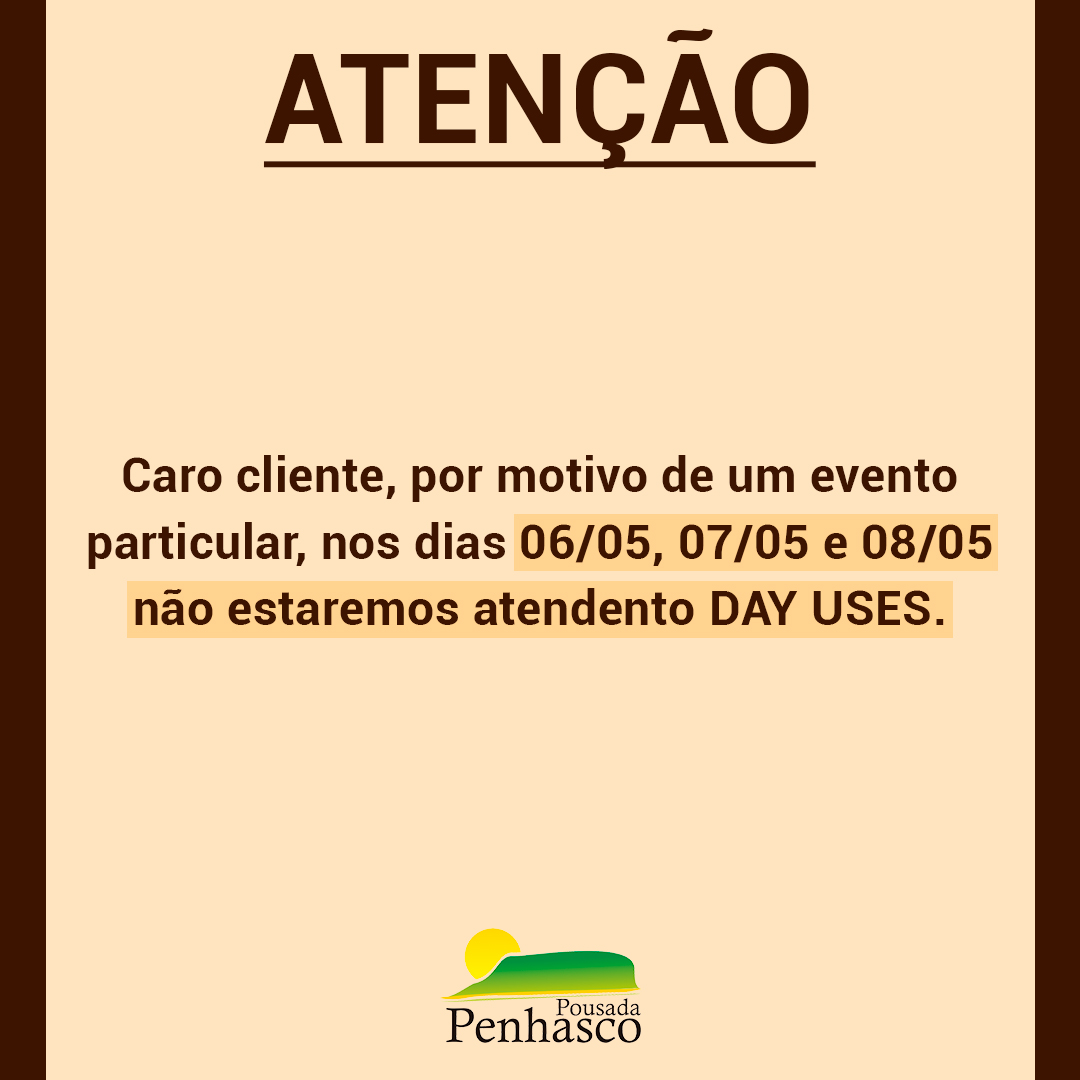 ATENÇÃO
Caro cliente, por motivo de um evento
particular, nos dias 06/05, 07/05 e 08/05
não estaremos atendento DAY USES.
Pousada
Penhasco